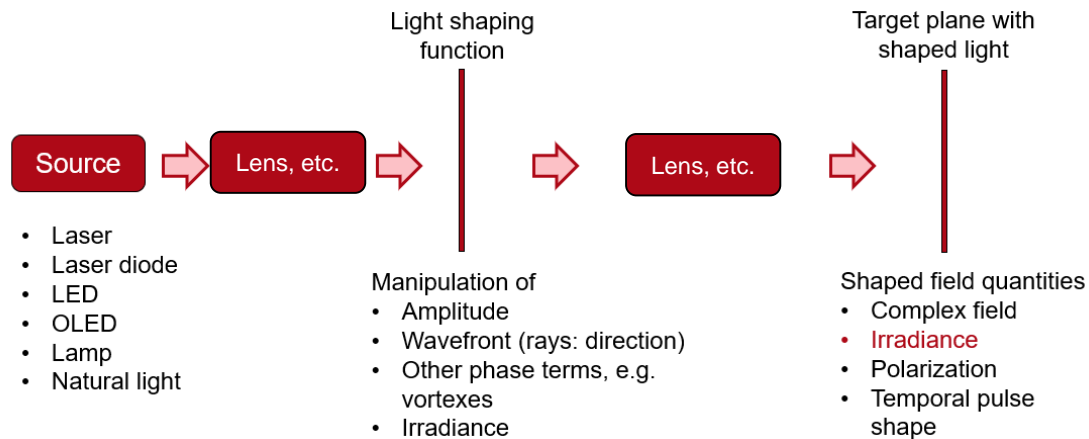 Light shaping
function
Target plane with
shaped light
Source
Lens, etc.
Lens, etc.
• Laser
• Laser diode
• LED
• OLED
• Lamp
• Natural light
Manipulation of
• Amplitude
• Wavefront (rays: direction)
• Other phase terms, e.g.
vortexes
• Irradiance
Shaped field quantities
• Complex field
• Irradiance
• Polarization
• Temporal pulse
shape